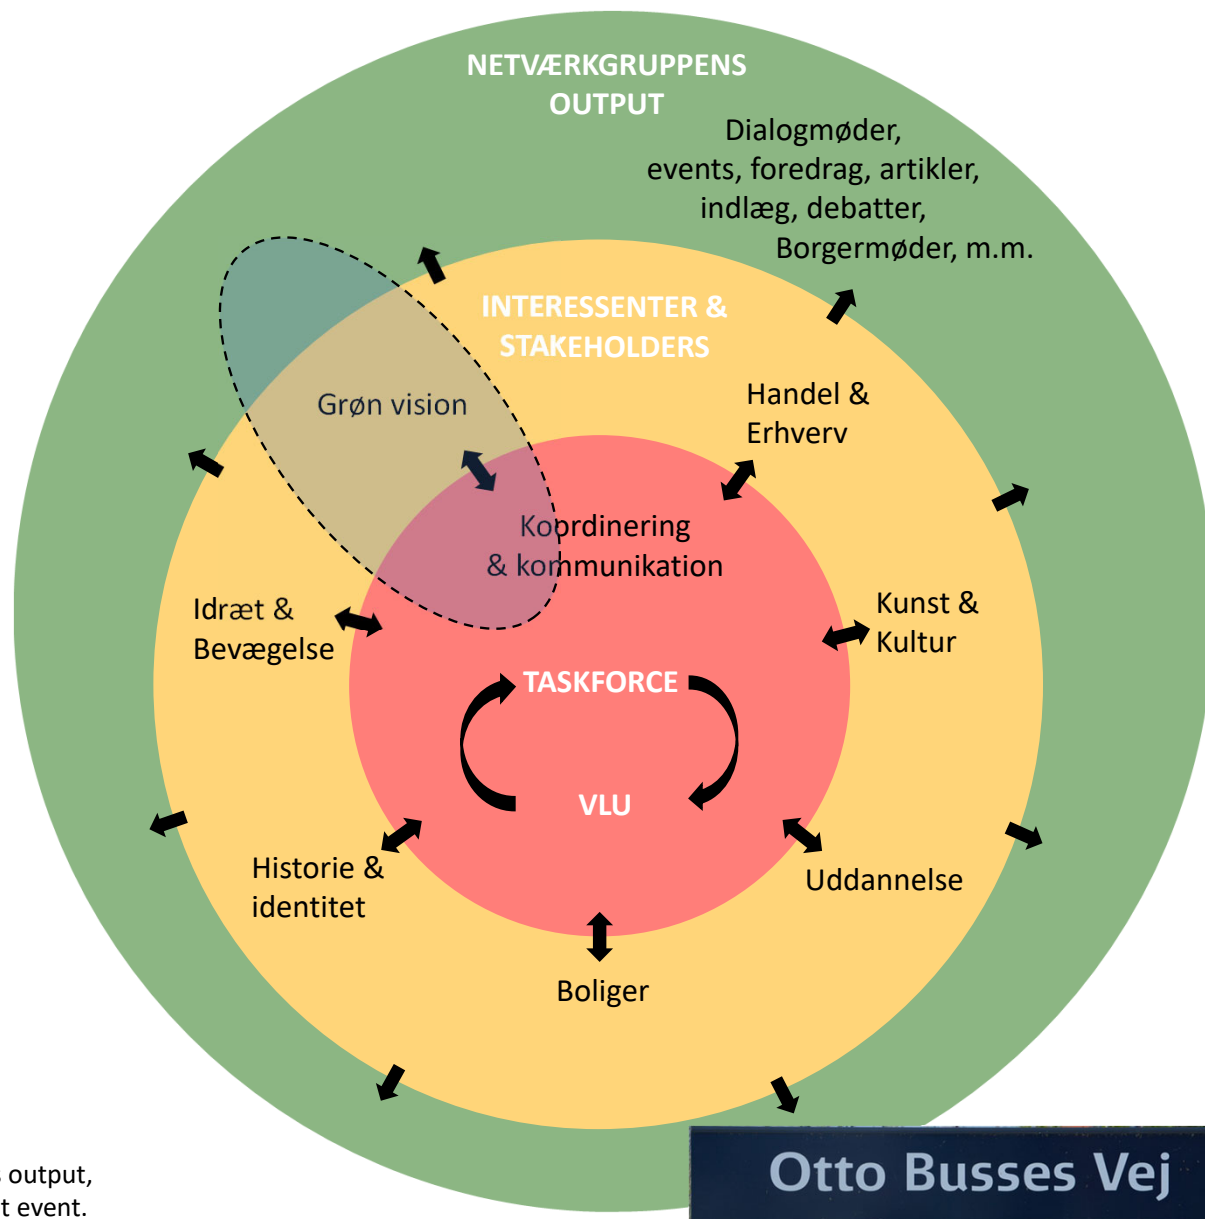 NETVÆRKGRUPPENS
OUTPUT
Dialogmøder,
events, foredrag, artikler,
indlæg, debatter,
Borgermøder, m.m.
INTERESSENTER &
STAKEHOLDERS
Grøn vision
Handel &
Erhverv
Koordinering
& kommunikation
Idræt &
Bevægelse
Kunst &
Kultur
TASKFORCE
VLU
Historie &
identitet
Uddannelse
Boliger
output,
t event.
Otto Busses Vej